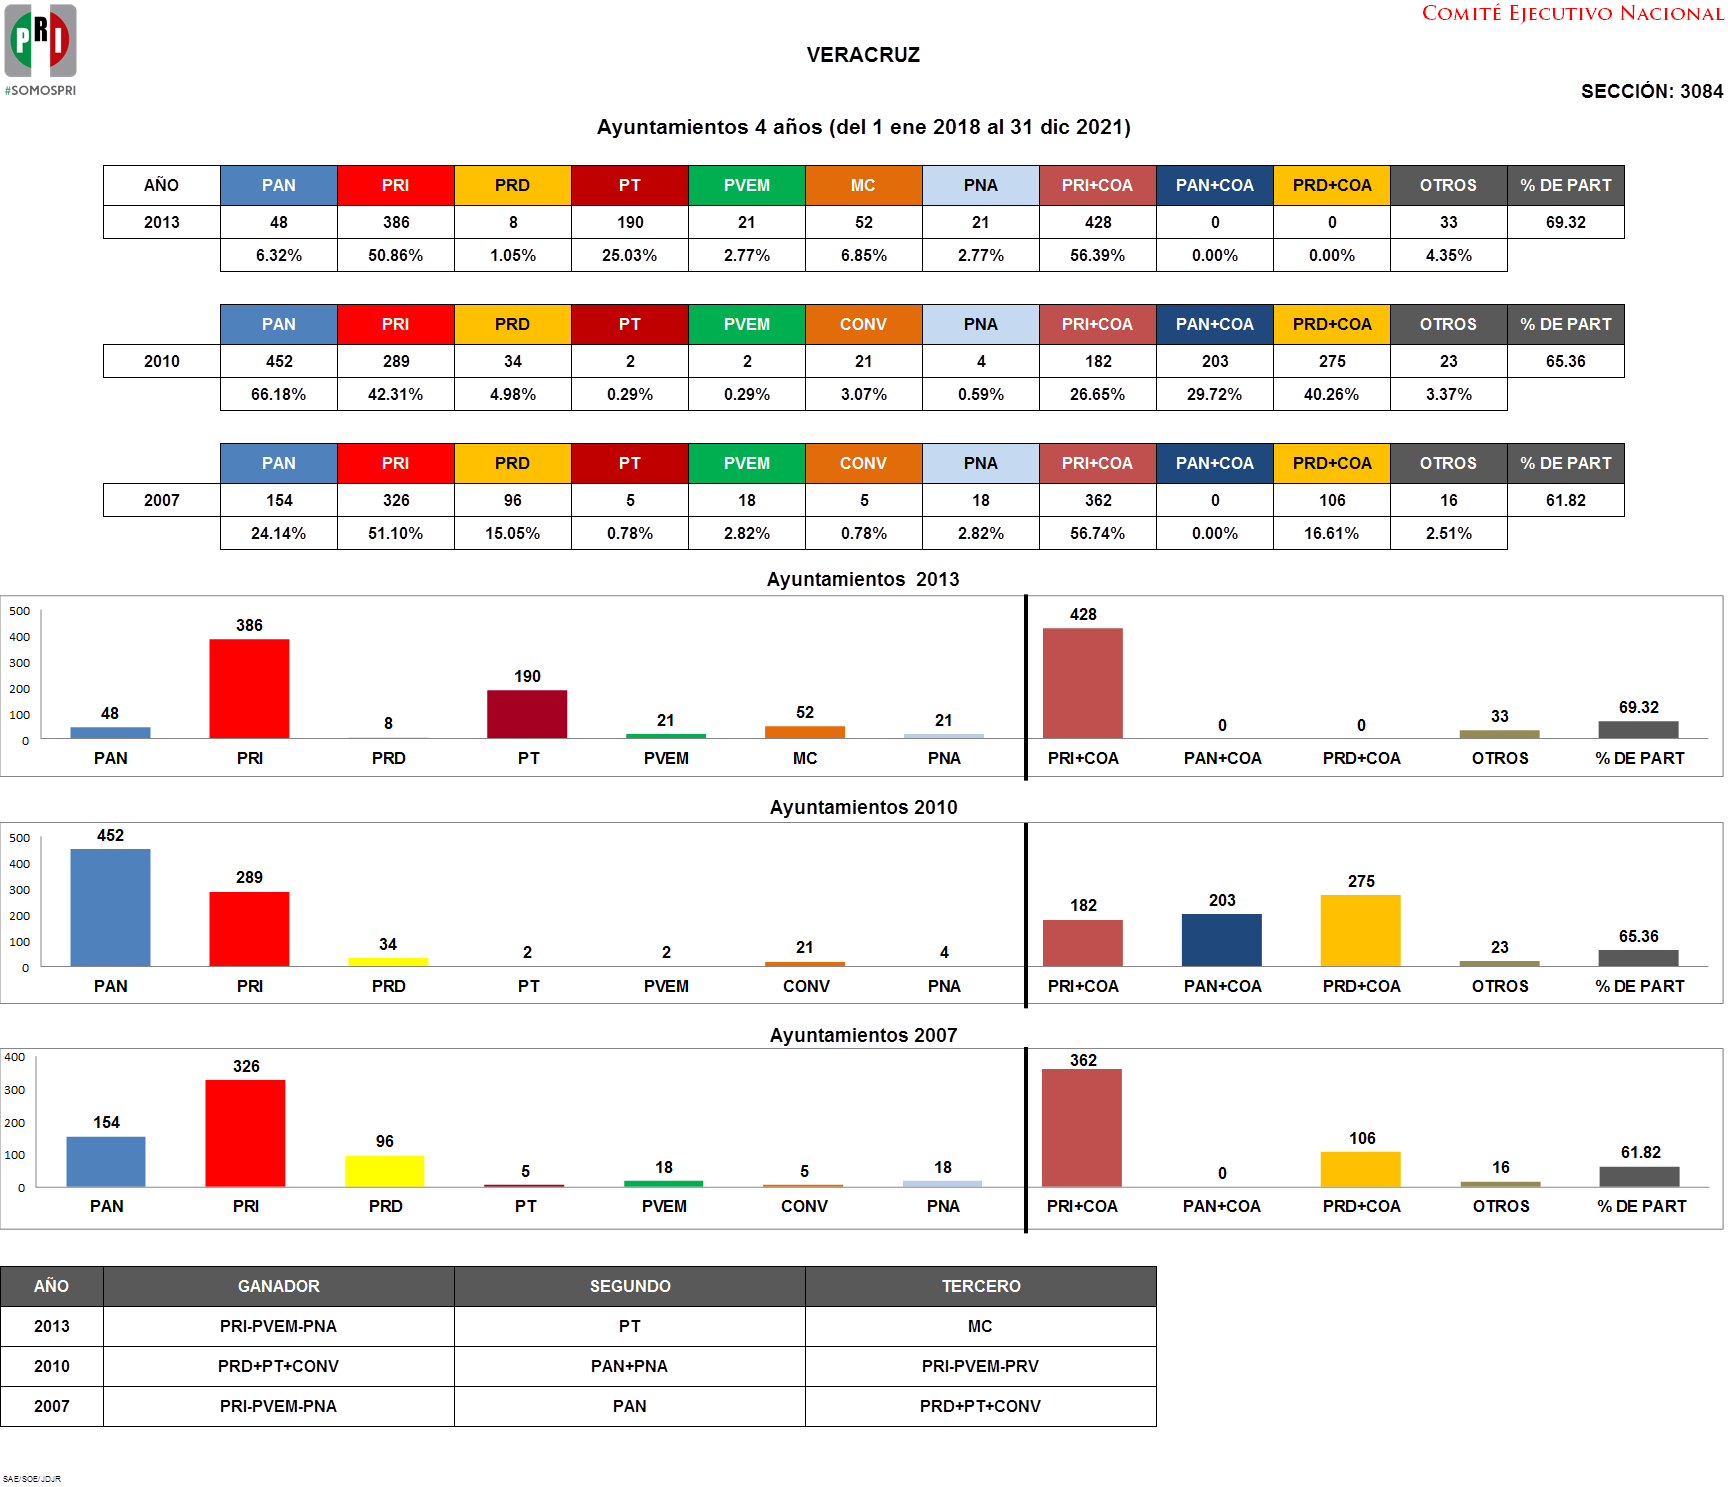 PRI
#SOMOSPRI
COMITÉ EJECUTIVO NACIONAL
VERACRUZ
SECCIÓN: 3084
Ayuntamientos 4 años (del 1 ene 2018 al 31 dic 2021)
AÑO PAN PRI PRD PT PVEM MC PNA PRI+COA PAN+COA PRD+COA OTROS % DE PART
2013 48 386 8 190 21 52 21 428 0 0 33 69.32
6.32% 50.86% 1.05% 25.03% 2.77% 6.85% 2.77% 56.39% 0.00% 0.00% 4.35%
PAN PRI PRD PT PVEM CONV PNA PRI+COA PAN+COA PRD+COA OTROS % DE PART
2010 452 289 34 2 2 21 4 182 203 275 23 65.36
66.18% 42.31% 4.98% 0.29% 0.29% 3.07% 0.59% 26.65% 29.72% 40.26% 3.37%
PAN PRI PRD PT PVEM CONV PNA PRI+COA PAN+COA PRD+COA OTROS % DE PART
2007 154 326 96 5 18 5 18 362 0 106 16 61.82
24.14% 51.10% 15.05% 0.78% 2.82% 0.78% 2.82% 56.74% 0.00% 16.61% 2.51%
Ayuntamientos 2013
500
400
300
200
100
0
48 386 8 190 21 52 21 428 0 0 33 69.32
PAN PRI PRD PT PVEM MC PNA PRI+COA PAN+COA PRD+COA OTROS % DE PART
Ayuntamientos 2010
500
400
300
200
100
0
452 289 34 2 2 21 4 182 203 275 23 65.36
PAN PRI PRD PT PVEM CONV PNA PRI+COA PAN+COA PRD+COA OTROS % DE PART
Ayuntamientos 2007
400
300
200
100
0
154 326 96 5 18 5 18 362 0 106 16 61.82
PAN PRI PRD PT PVEM CONV PNA PRI+COA PAN+COA PRD+COA OTROS % DE PART
AÑO GANADOR SEGUNDO TERCERO
2013 PRI-PVEM-PNA PT MC
2010 PRD+PT+CONV PAN+PNA PRI-PVEM-PRV
2007 PRI-PVEM-PNA PAN PRD+PT+CONV
SAE/SOE/JDJR